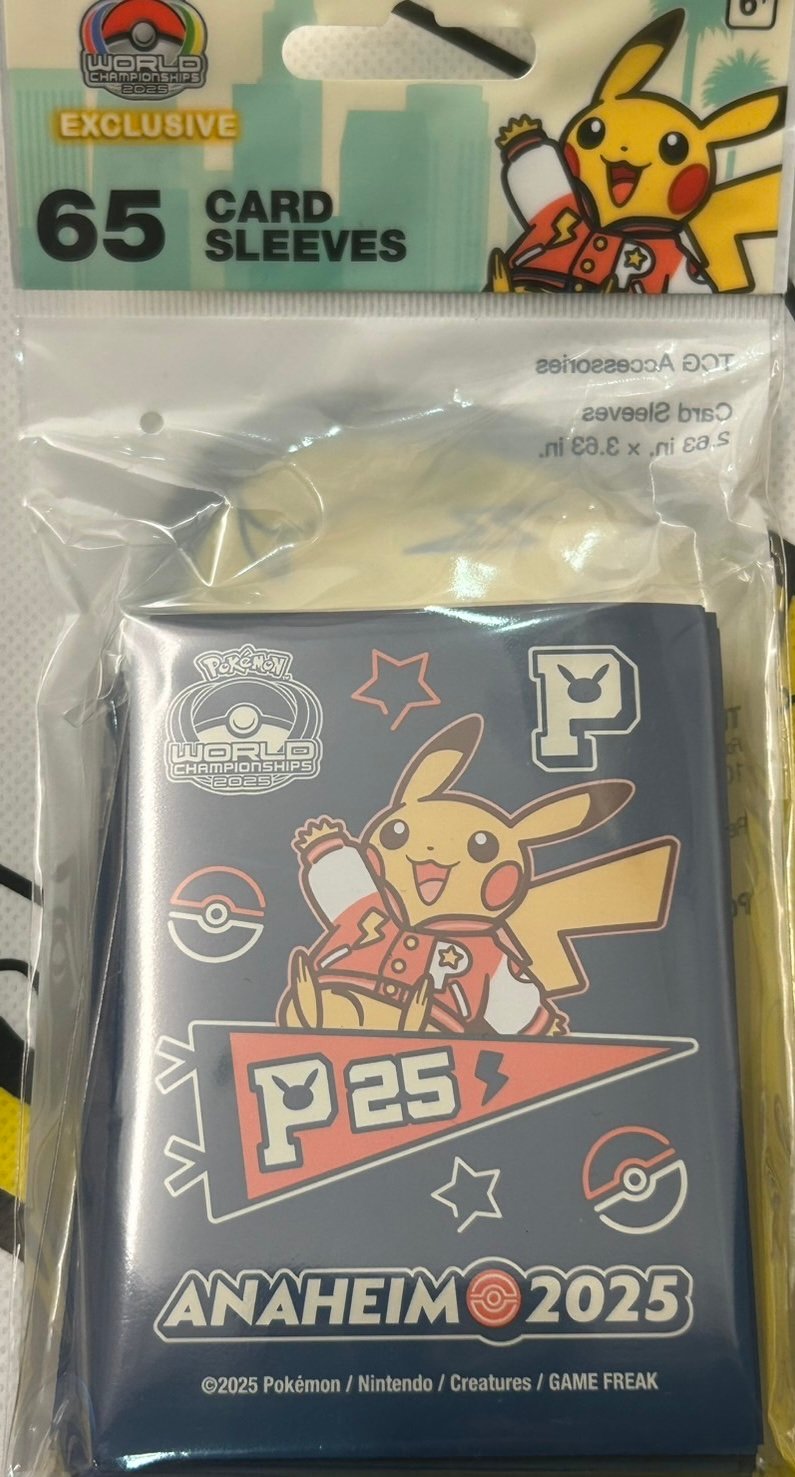 WORLD
CHAMPIONSHIPS
2025
EXCLUSIVE
65 CARD
SLEEVES
6+
P
TCG Accessories
Card Sleeves
2.63 in. x 3.63 in.
Pokémon
WORLD
CHAMPIONSHIPS
2025
P
P
P 25
ANAHEIM 2025
©2025 Pokémon / Nintendo / Creatures / GAME FREAK